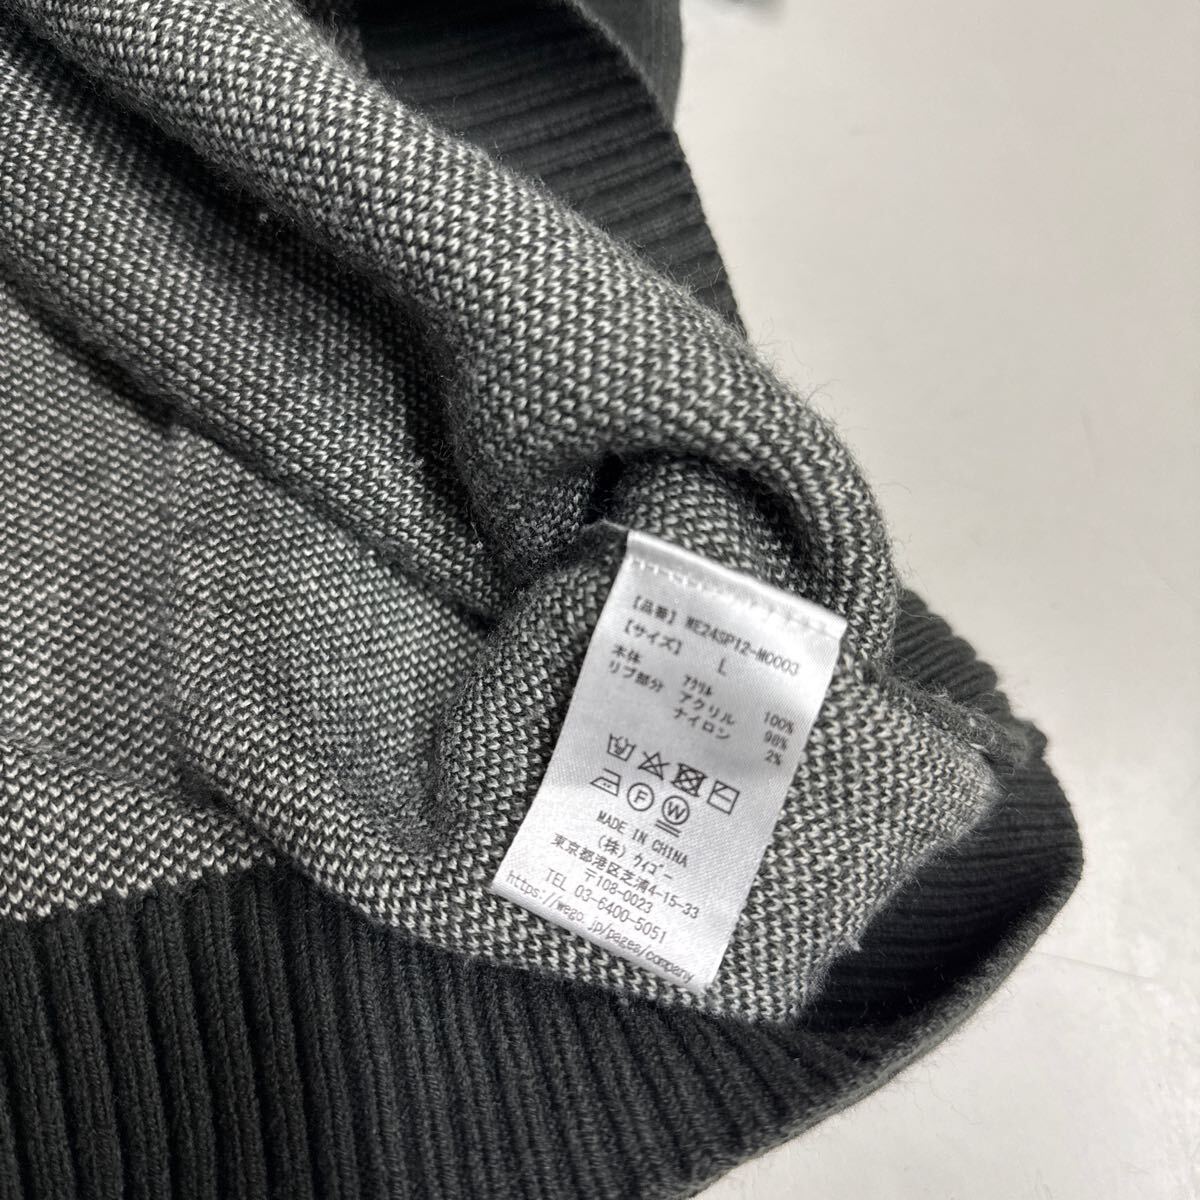 【品番】 WE24SP12-M0003
【サイズ】 L
本体 アクリル 100%
リブ部分 アクリル 98%
ナイロン 2%
F W
MADE IN CHINA
(株) ウイゴー
東京都港区芝浦4-15-33
〒108-0023
TEL 03-6400-5051
https://wego.jp/pages/company